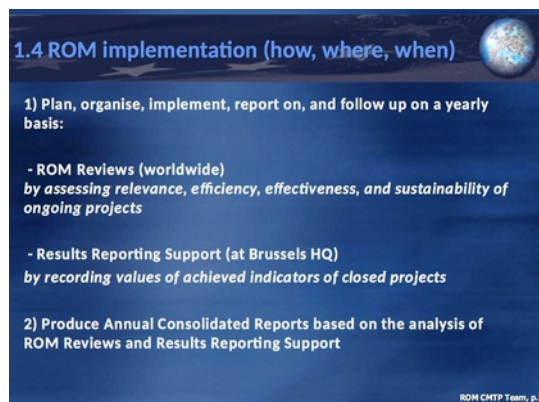 1.4 ROM implementation (how, where, when)
1) Plan, organise, implement, report on, and follow up on a yearly
basis:
- ROM Reviews (worldwide)
by assessing relevance, efficiency, effectiveness, and sustainability of
ongoing projects
- Results Reporting Support (at Brussels HQ)
by recording values of achieved indicators of closed projects
2) Produce Annual Consolidated Reports based on the analysis of
ROM Reviews and Results Reporting Support
ROM CMTP Team, p.